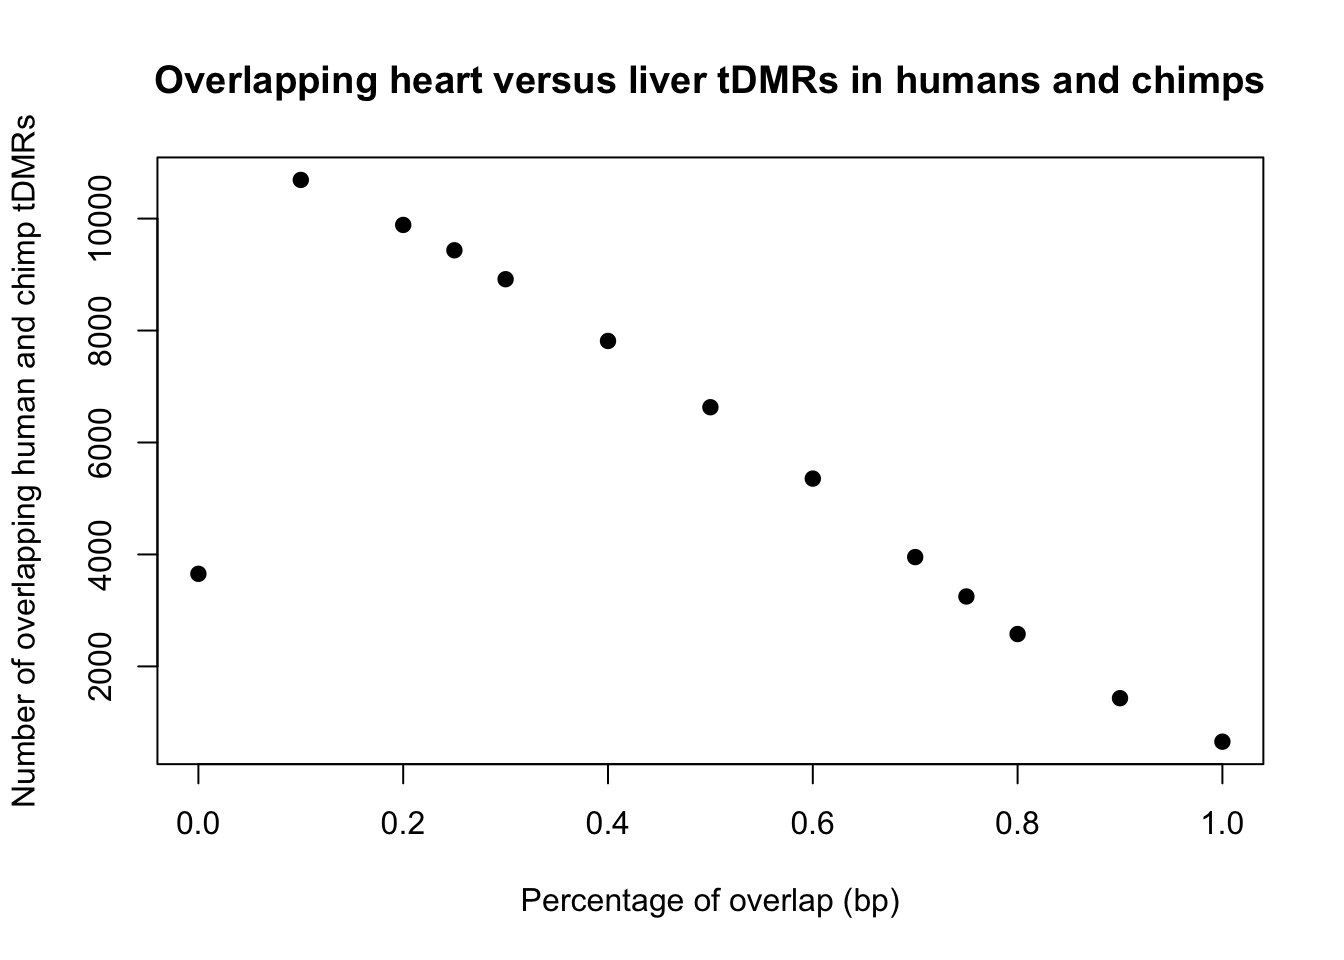 Overlapping heart versus liver tDMRs in humans and chimps
Number of overlapping human and chimp tDMRs
10000
8000
6000
4000
2000
0.0 0.2 0.4 0.6 0.8 1.0
Percentage of overlap (bp)